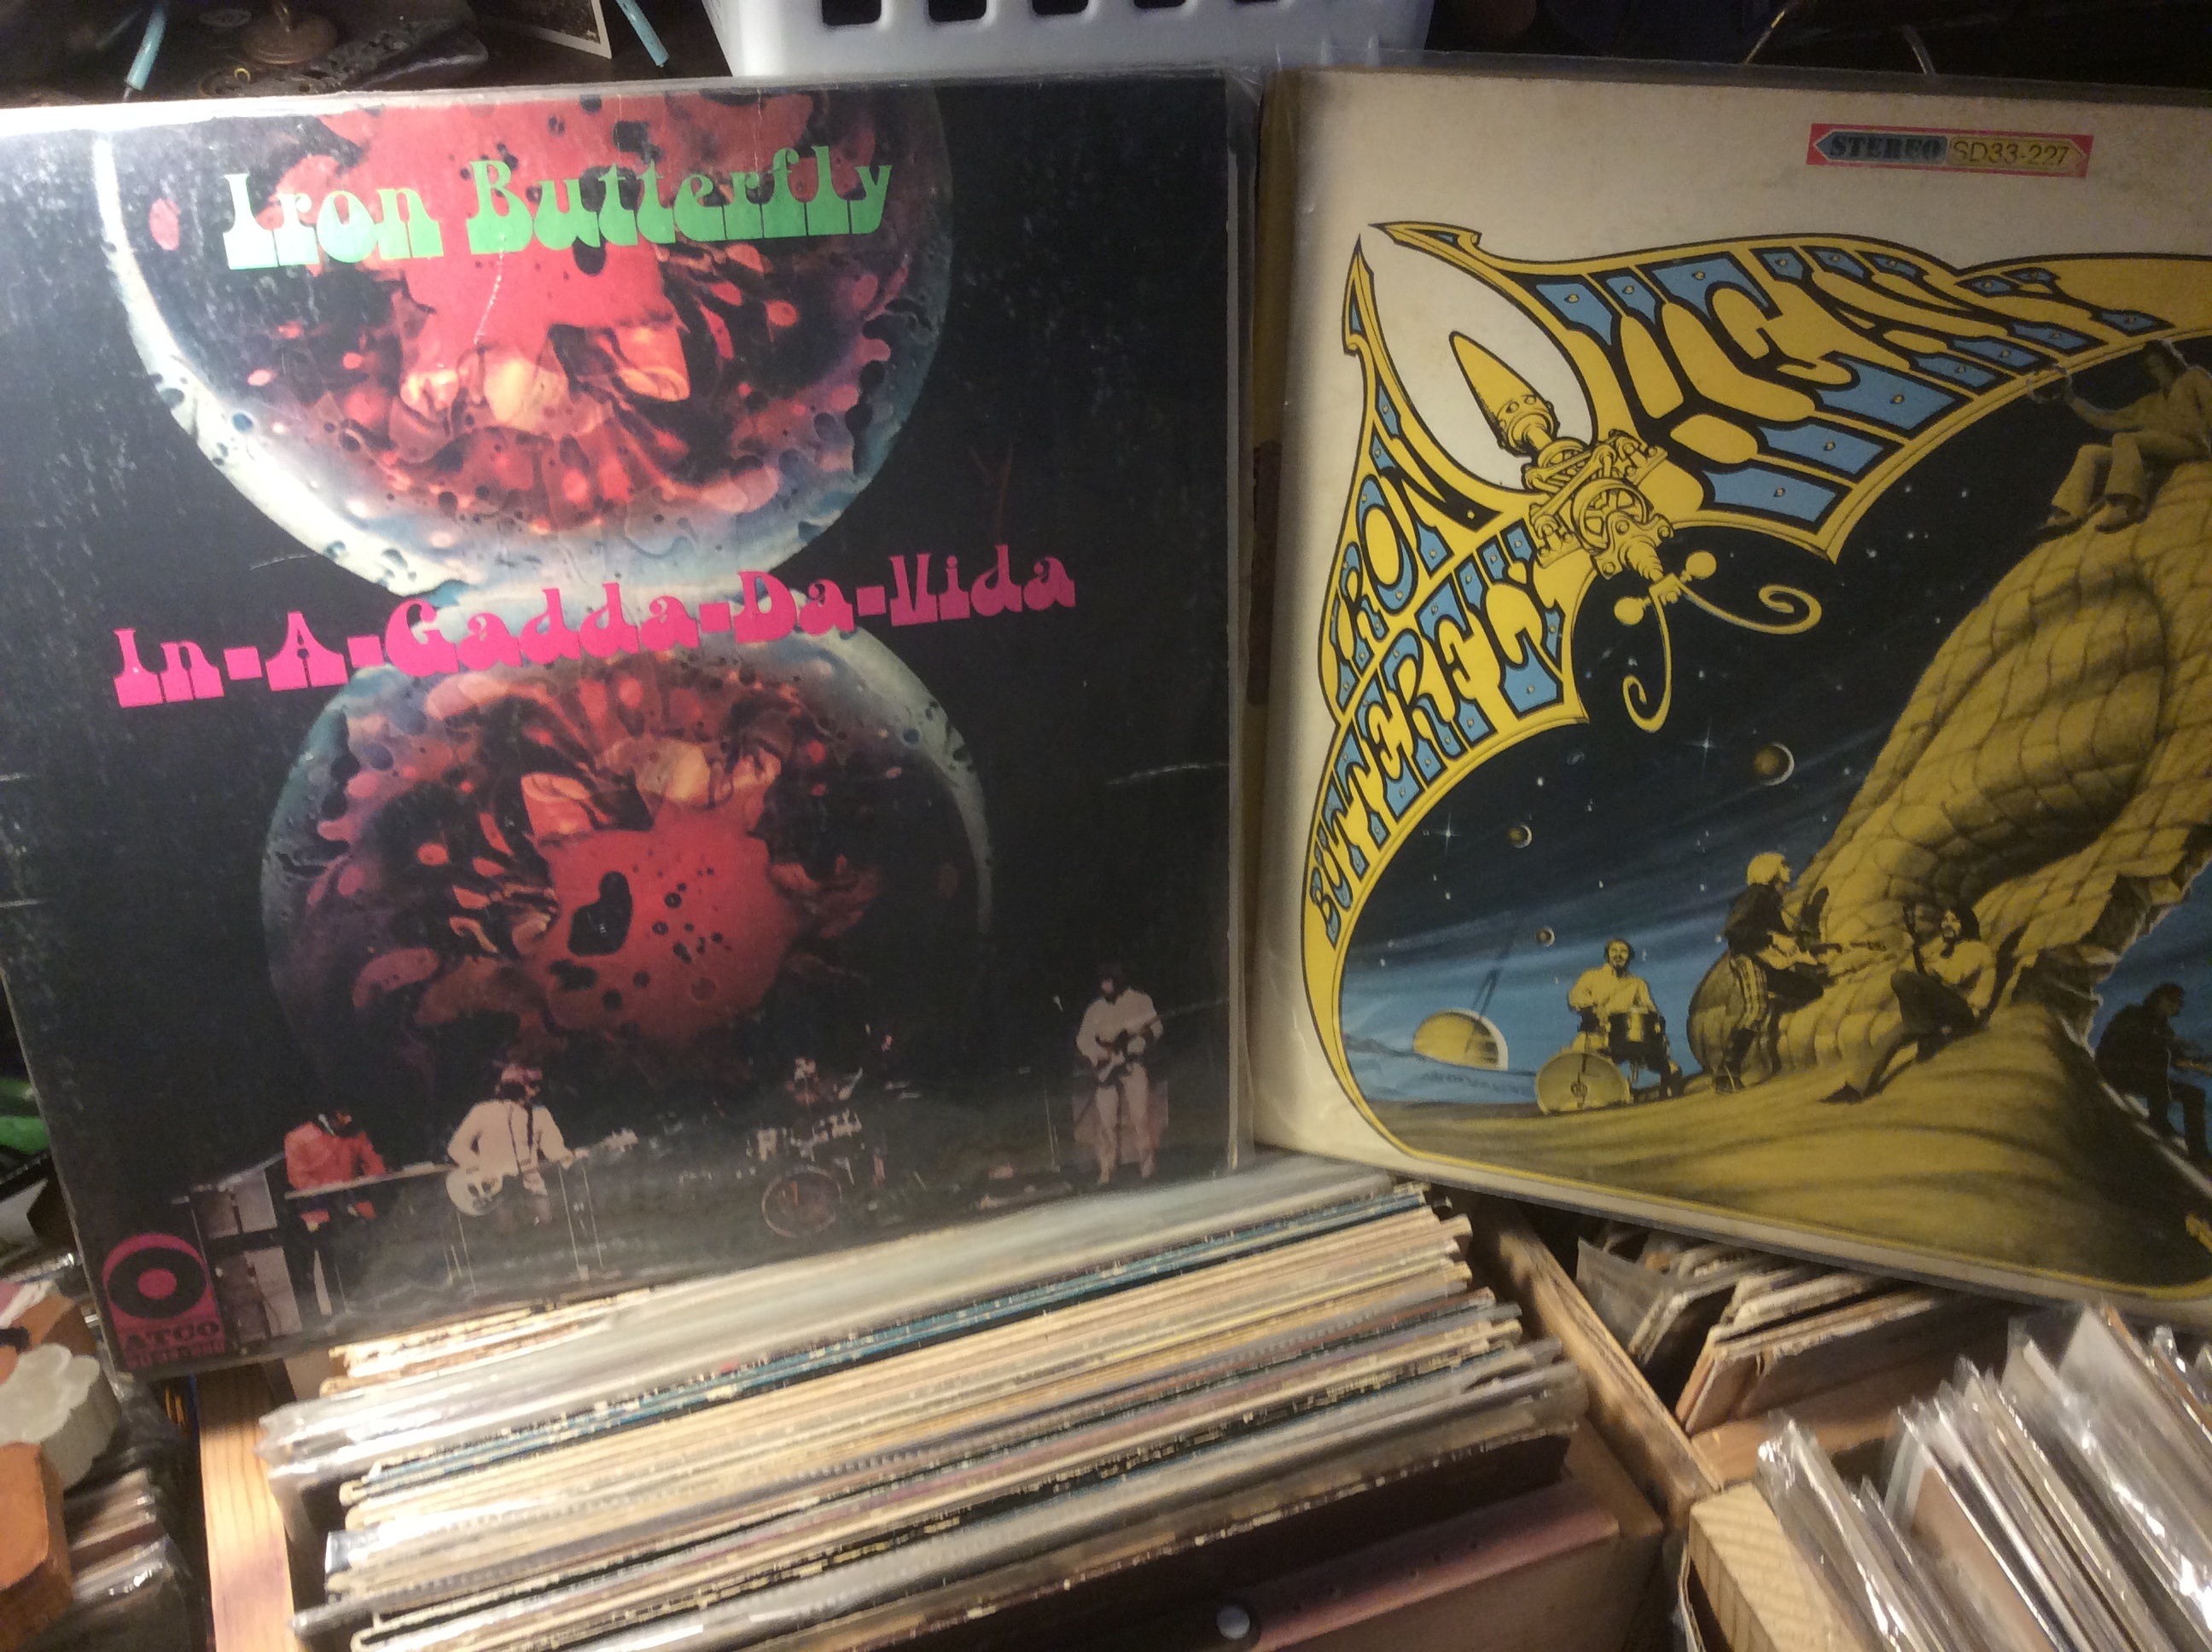 Iron Butterfly
In-A-Gadda-Da-Vida
ATCO
STEREO SD33-227
IRON
BUTTERFLY
HEAVY